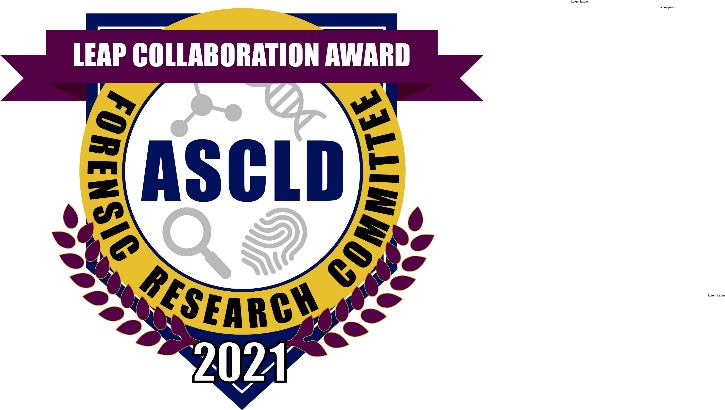 LEAP COLLABORATION AWARD
FORENSIC RESEARCH COMMITTEE
ASCLD
2021